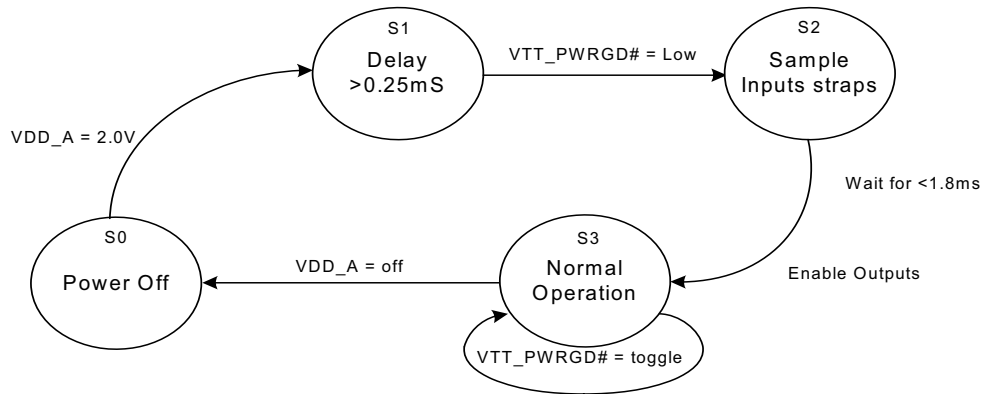 S1
Delay
>0.25mS
VTT_PWRGD# = Low
S2
Sample
Inputs straps
VDD_A = 2.0V
Wait for <1.8ms
S0
Power Off
VDD_A = off
S3
Normal
Operation
Enable Outputs
VTT_PWRGD# = toggle